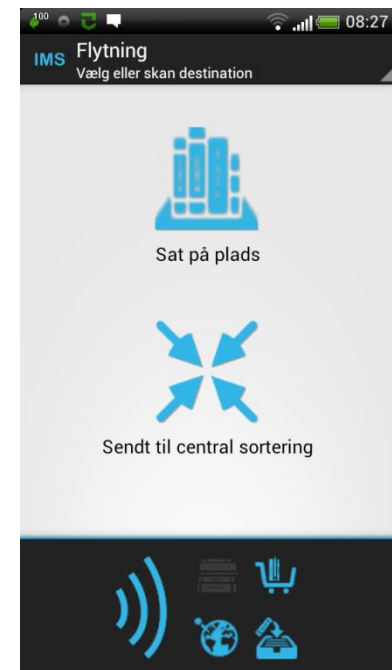 100
08:27
IMS
Flytning
Vælg eller skan destination
Sat på plads
Sendt til central sortering